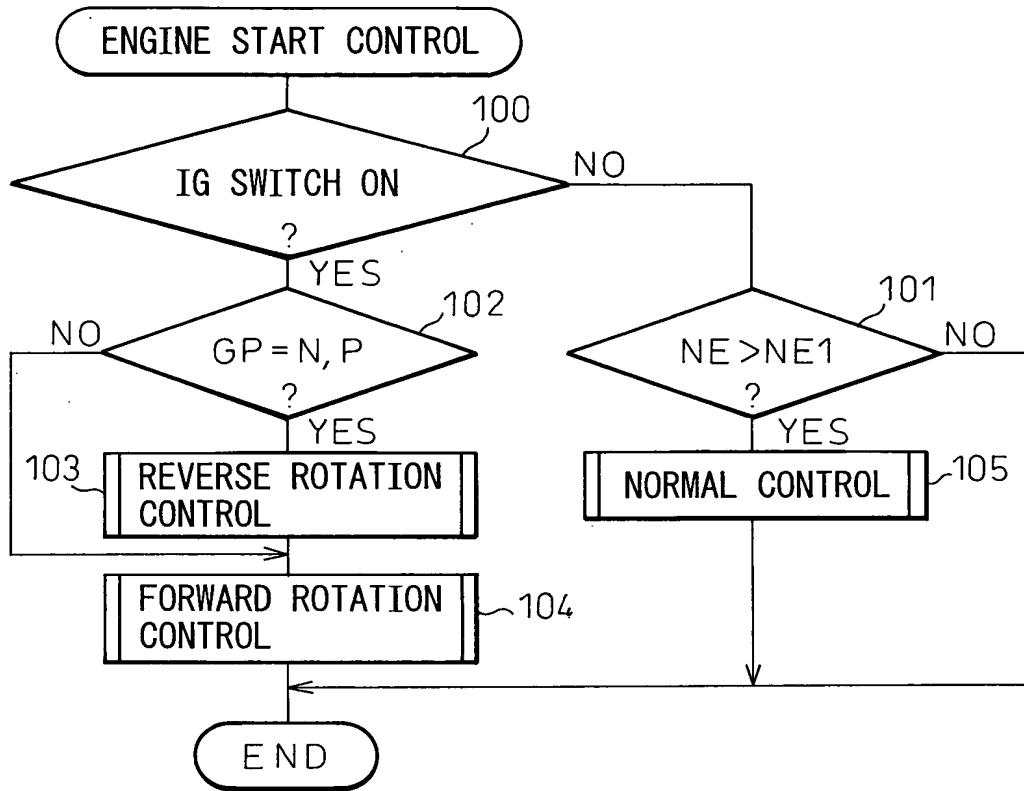 ENGINE START CONTROL
100
IG SWITCH ON
?
NO
YES
102
NO
GP=N, P
?
YES
101
NE>NE1
?
NO
YES
103
REVERSE ROTATION
CONTROL
NORMAL CONTROL
105
FORWARD ROTATION
CONTROL
104
END